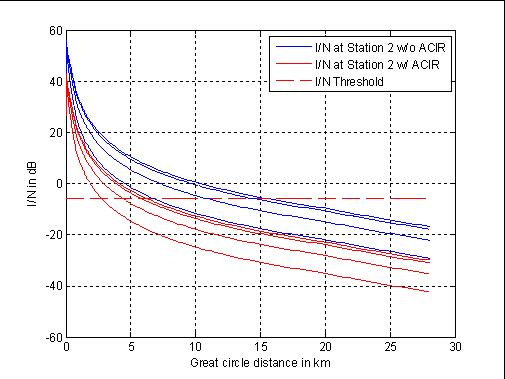 60
40
20
0
-20
-40
-60
I/N in dB
I/N at Station 2 w/o ACIR
I/N at Station 2 w/ ACIR
I/N Threshold
0 5 10 15 20 25 30
Great circle distance in km